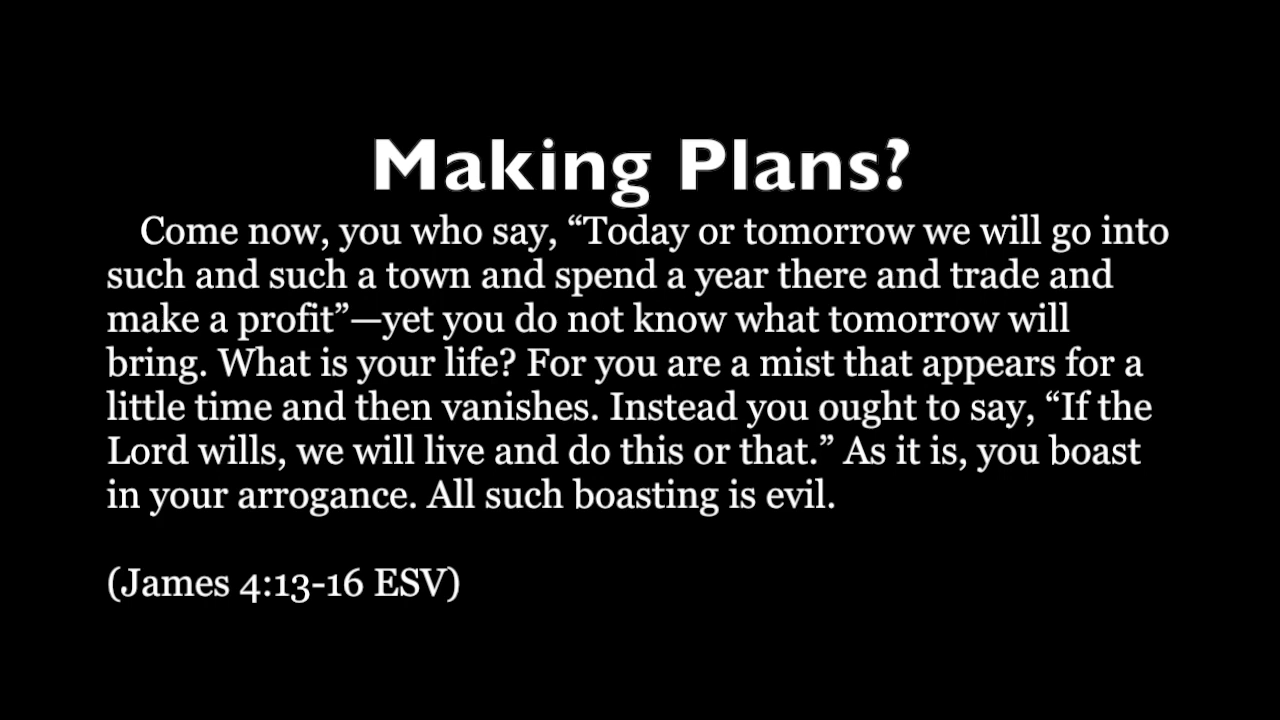 Making Plans?
Come now, you who say, “Today or tomorrow we will go into
such and such a town and spend a year there and trade and
make a profit”—yet you do not know what tomorrow will
bring. What is your life? For you are a mist that appears for a
little time and then vanishes. Instead you ought to say, “If the
Lord wills, we will live and do this or that.” As it is, you boast
in your arrogance. All such boasting is evil.
(James 4:13-16 ESV)